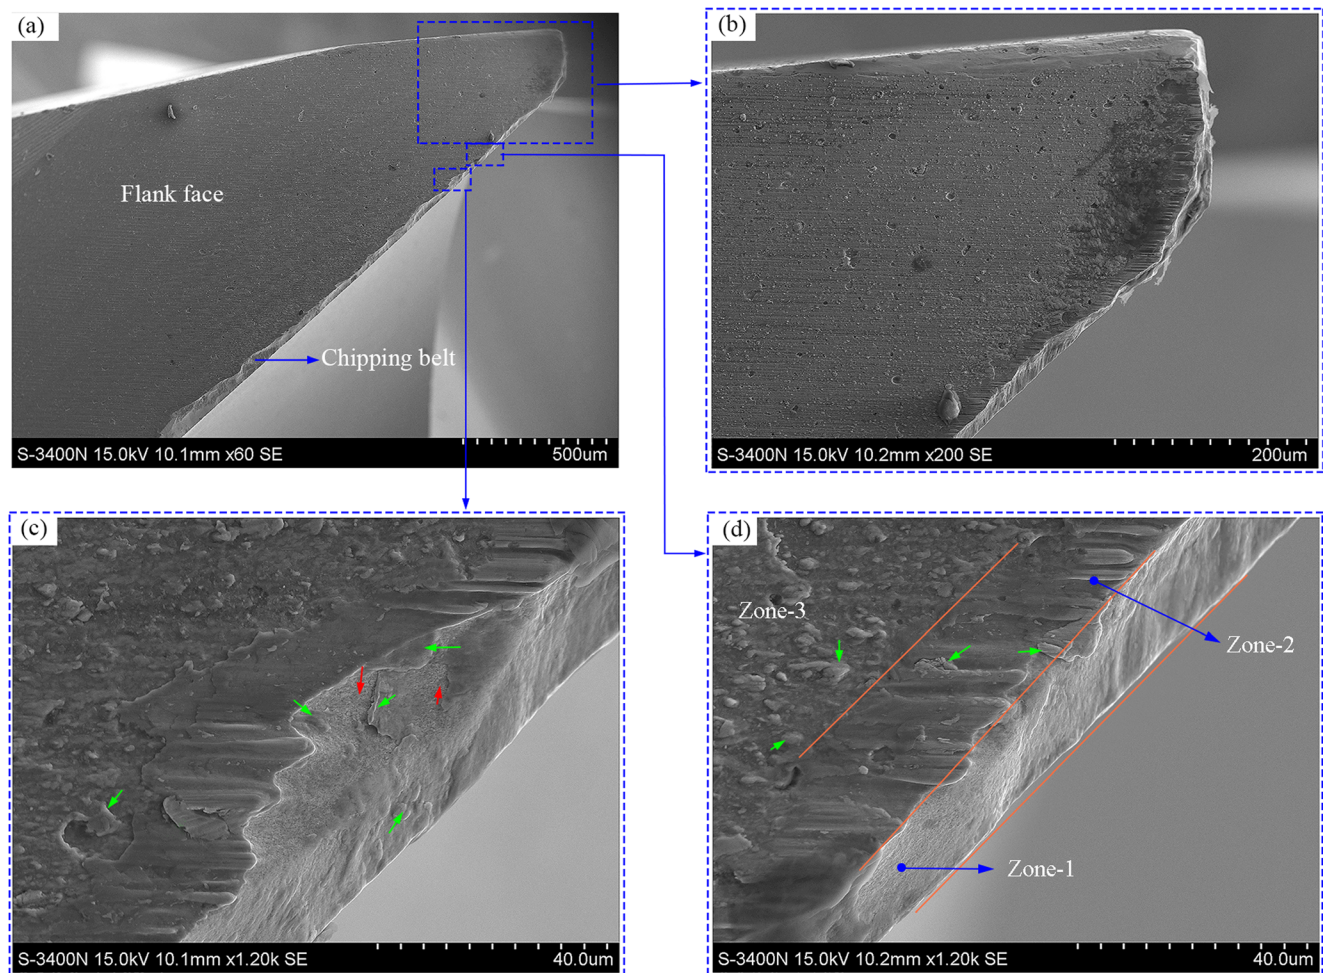 (a)
Flank face
Chipping belt
S-3400N 15.0kV 10.1mm x60 SE
500um
(b)
S-3400N 15.0kV 10.2mm x200 SE
200um
(c)
S-3400N 15.0kV 10.1mm x1.20k SE
40.0um
(d)
Zone-3
Zone-2
Zone-1
S-3400N 15.0kV 10.2mm x1.20k SE
40.0um